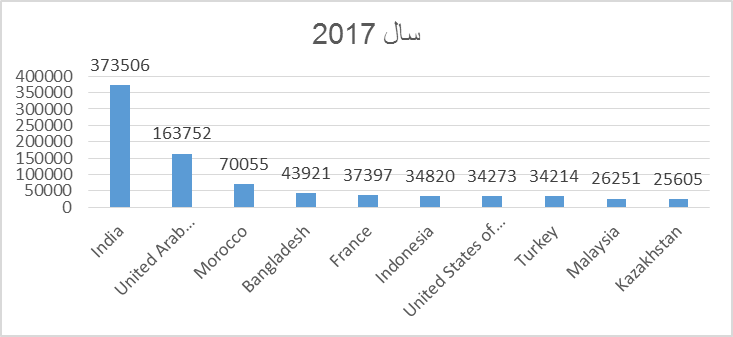 سال 2017
373506
400000
350000
300000
250000
200000
150000
100000
50000
0
163752
70055
43921
37397
34820
34273
34214
26251
25605
India
United Arab...
Morocco
Bangladesh
France
Indonesia
United States of...
Turkey
Malaysia
Kazakhstan